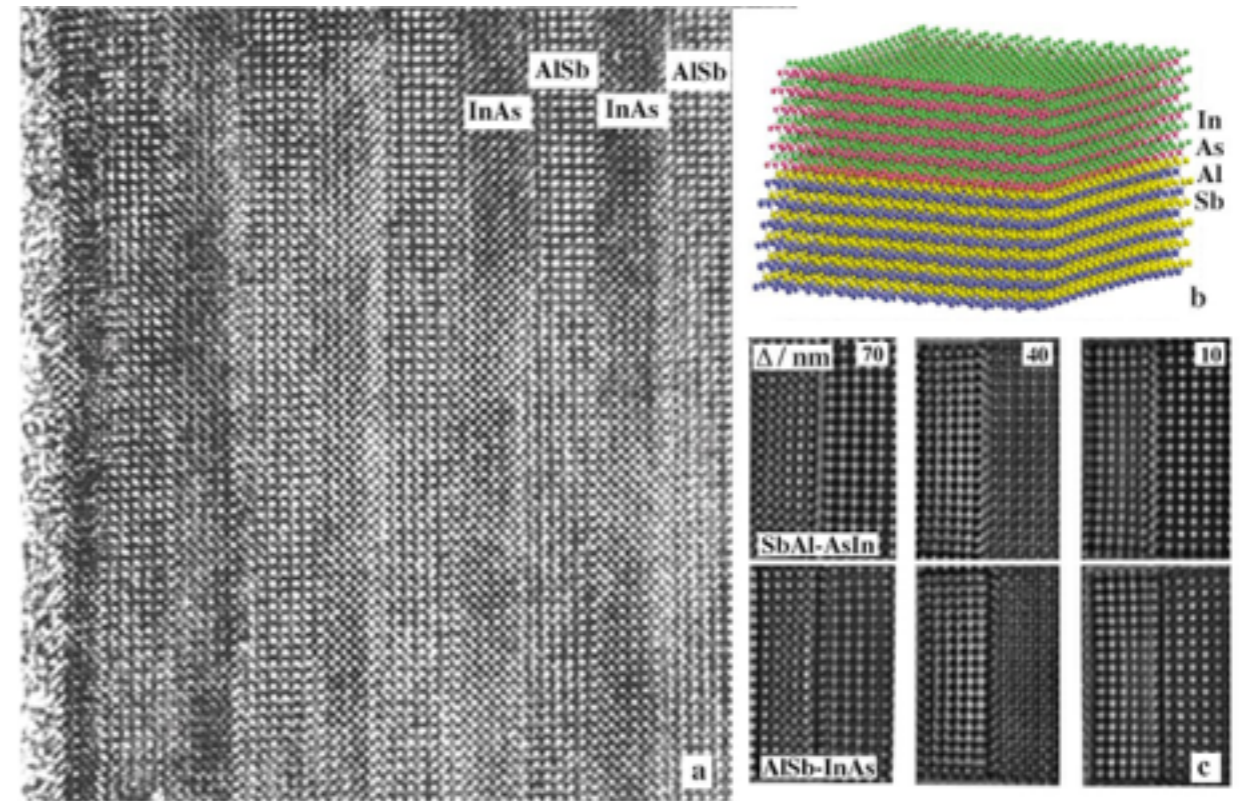 AlSb
AlSb
InAs
InAs
a
In
As
Al
Sb
b
Δ / nm 70
40
10
SbAl-AsIn
AlSb-InAs
c